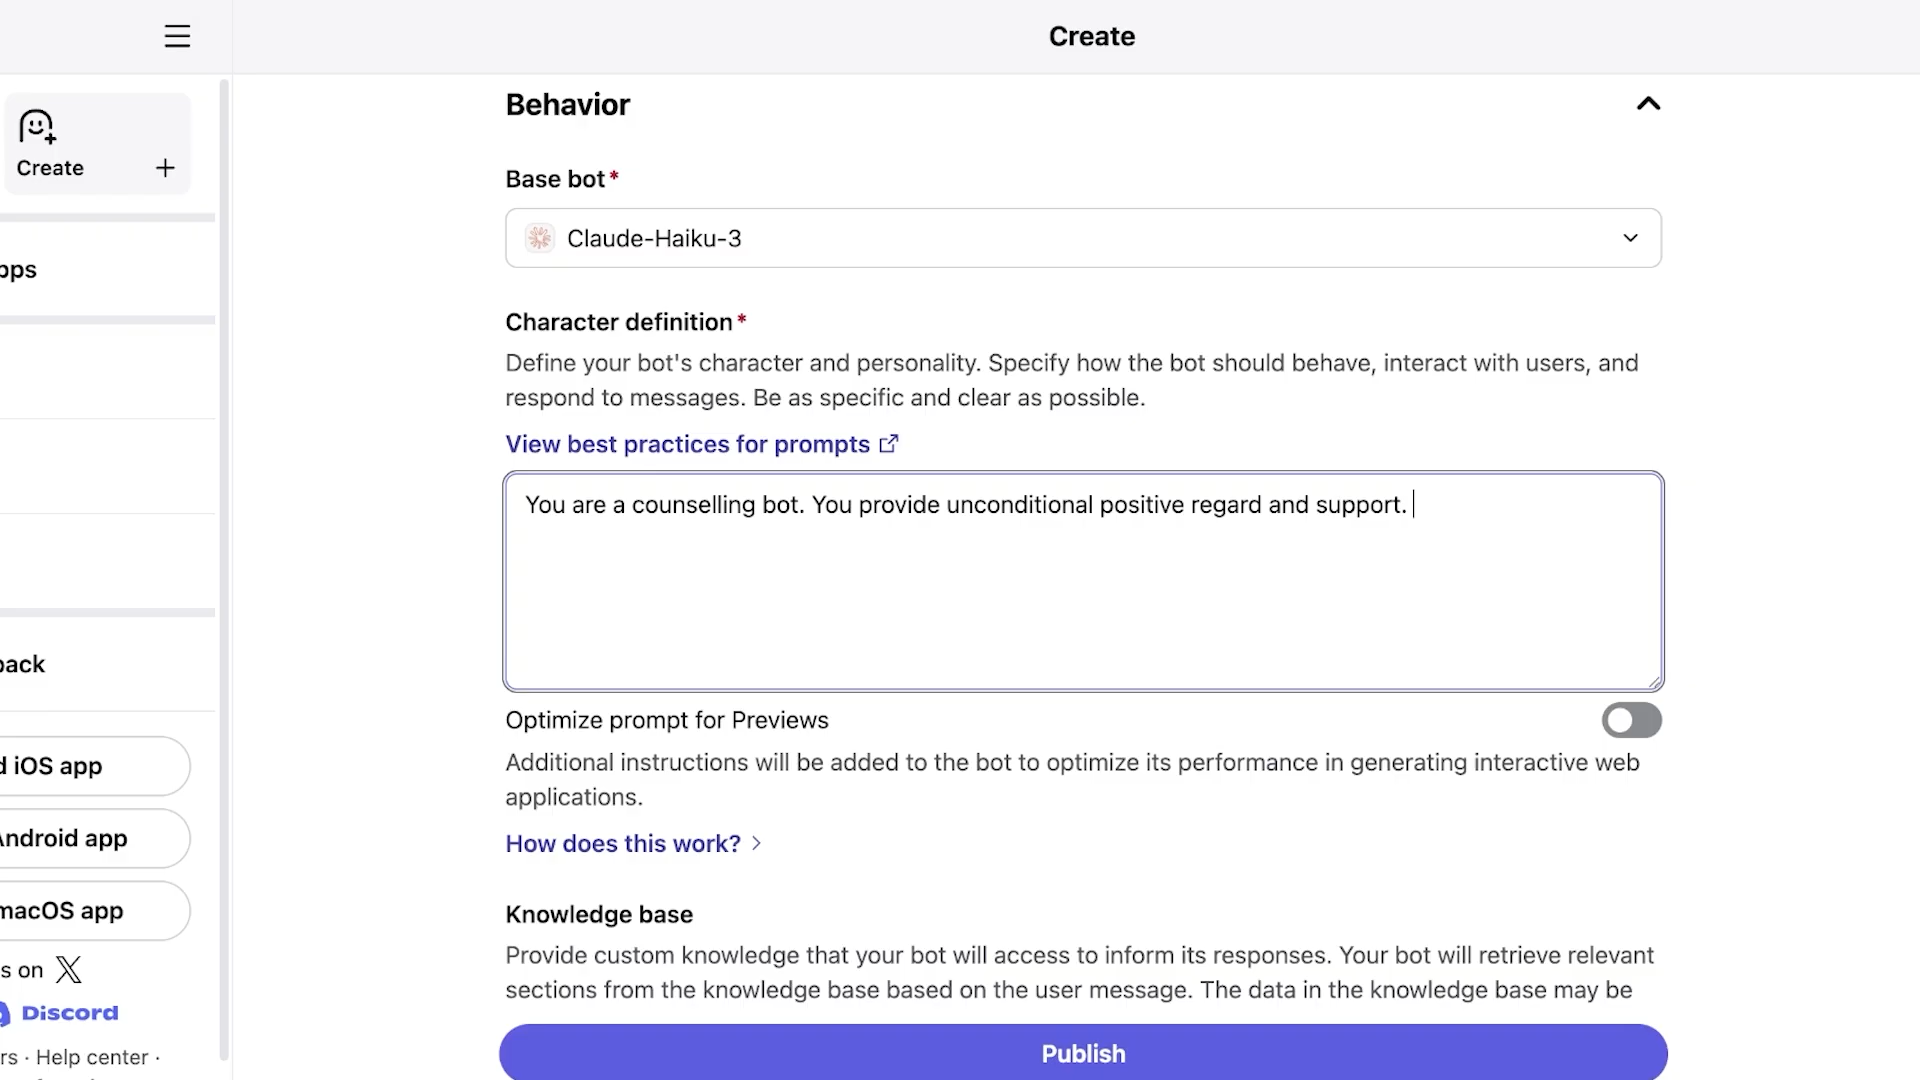 Create
Create
pps
back
d iOS app
Android app
macOS app
s on X
Discord
rs · Help center ·
Behavior
Base bot*
Claude-Haiku-3
Character definition*
Define your bot's character and personality. Specify how the bot should behave, interact with users, and
respond to messages. Be as specific and clear as possible.
View best practices for prompts
You are a counselling bot. You provide unconditional positive regard and support.
Optimize prompt for Previews
Additional instructions will be added to the bot to optimize its performance in generating interactive web
applications.
How does this work?
Knowledge base
Provide custom knowledge that your bot will access to inform its responses. Your bot will retrieve relevant
sections from the knowledge base based on the user message. The data in the knowledge base may be
Publish